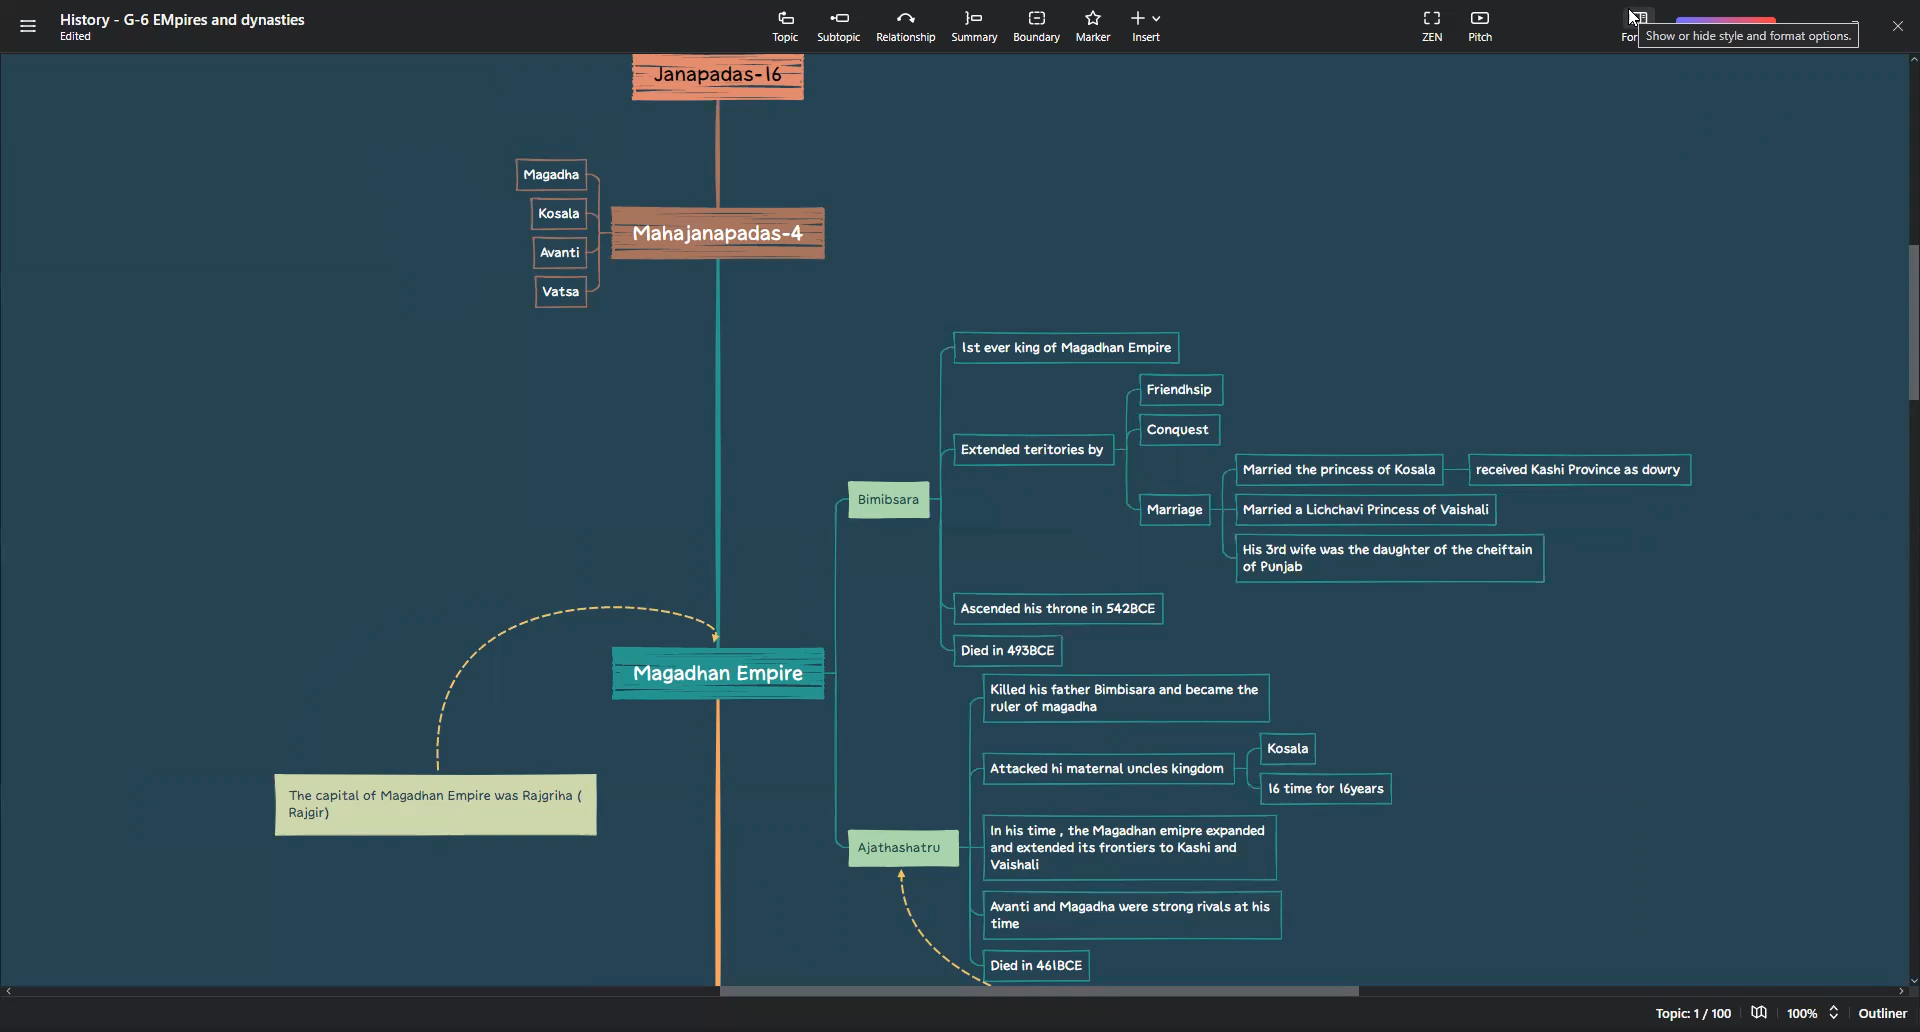 History - G-6 EMpires and dynasties
Edited
Topic
Subtopic
Relationship
Summary
Boundary
Marker
Insert
ZEN
Pitch
Show or hide style and format options.
Janapadas-16
Magadha
Kosala
Avanti
Vatsa
Mahajanapadas-4
1st ever king of Magadhan Empire
Friendhsip
Conquest
Extended teritories by
Married the princess of Kosala
received Kashi Province as dowry
Bimibsara
Marriage
Married a Lichchavi Princess of Vaishali
His 3rd wife was the daughter of the cheiftain
of Punjab
Ascended his throne in 542BCE
Died in 493BCE
Magadhan Empire
Killed his father Bimbisara and became the
ruler of magadha
Kosala
Attacked hi maternal uncles kingdom
16 time for 16years
The capital of Magadhan Empire was Rajgriha (
Rajgir)
In his time , the Magadhan emipre expanded
and extended its frontiers to Kashi and
Vaishali
Ajathashatru
Avanti and Magadha were strong rivals at his
time
Died in 461BCE
Topic: 1 / 100
100%
Outliner